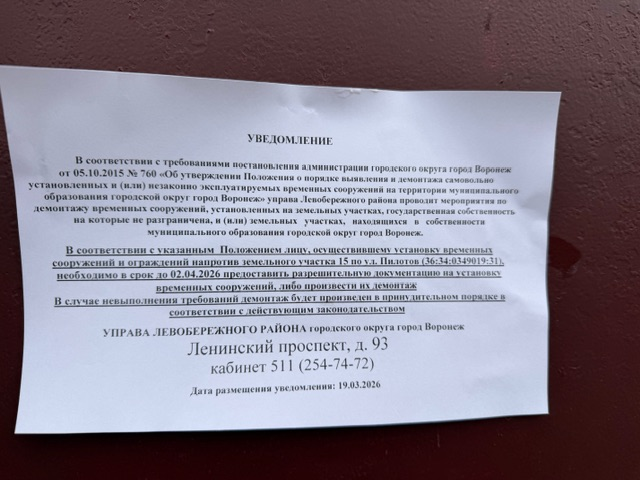 УВЕДОМЛЕНИЕ
В соответствии с требованиями постановления администрации городского округа город Воронеж
от 05.10.2015 № 760 «Об утверждении Положения о порядке выявления и демонтажа самовольно
установленных и (или) незаконно эксплуатируемых временных сооружений на территории муниципального
образования городской округ город Воронеж» управа Левобережного района проводит мероприятия по
демонтажу временных сооружений, установленных на земельных участках, государственная собственность
на которые не разграничена, и (или) земельных участках, находящихся в собственности
муниципального образования городской округ город Воронеж.
В соответствии с указанным Положением лицу, осуществившему установку временных
сооружений и ограждений напротив земельного участка 15 по ул. Пилотов (36:34:0349019:31),
необходимо в срок до 02.04.2026 предоставить разрешительную документацию на установку
временных сооружений, либо произвести их демонтаж
В случае невыполнения требований демонтаж будет произведен в принудительном порядке в
соответствии с действующим законодательством
УПРАВА ЛЕВОБЕРЕЖНОГО РАЙОНА городского округа город Воронеж
Ленинский проспект, д. 93
кабинет 511 (254-74-72)
Дата размещения уведомления: 19.03.2026